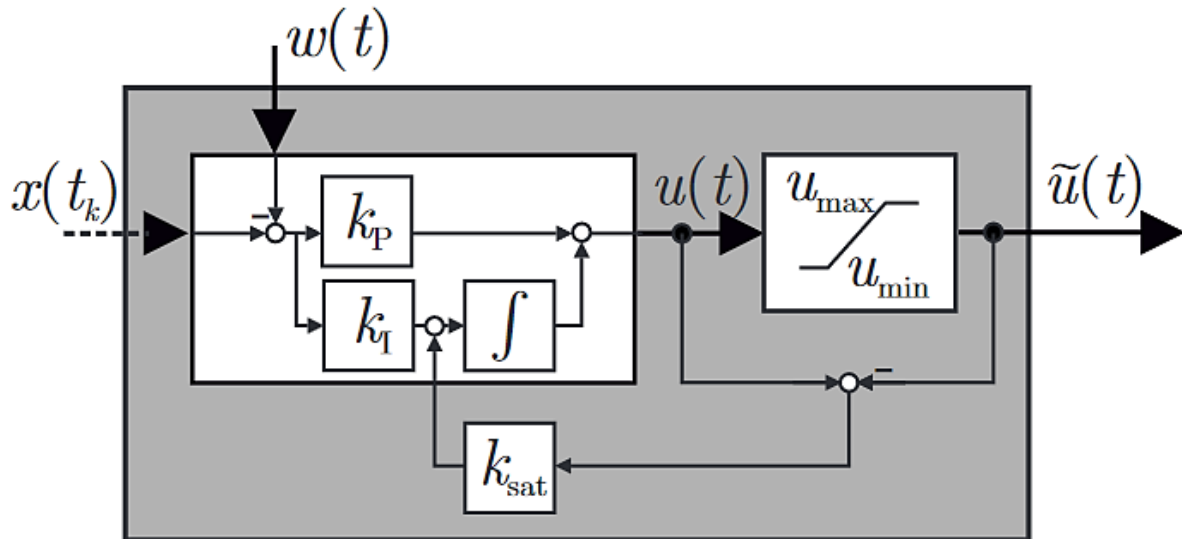 w(t)
x(t_k)
−
k_P
u(t)
u_max
u_min
ũ(t)
k_I
∫
−
k_sat